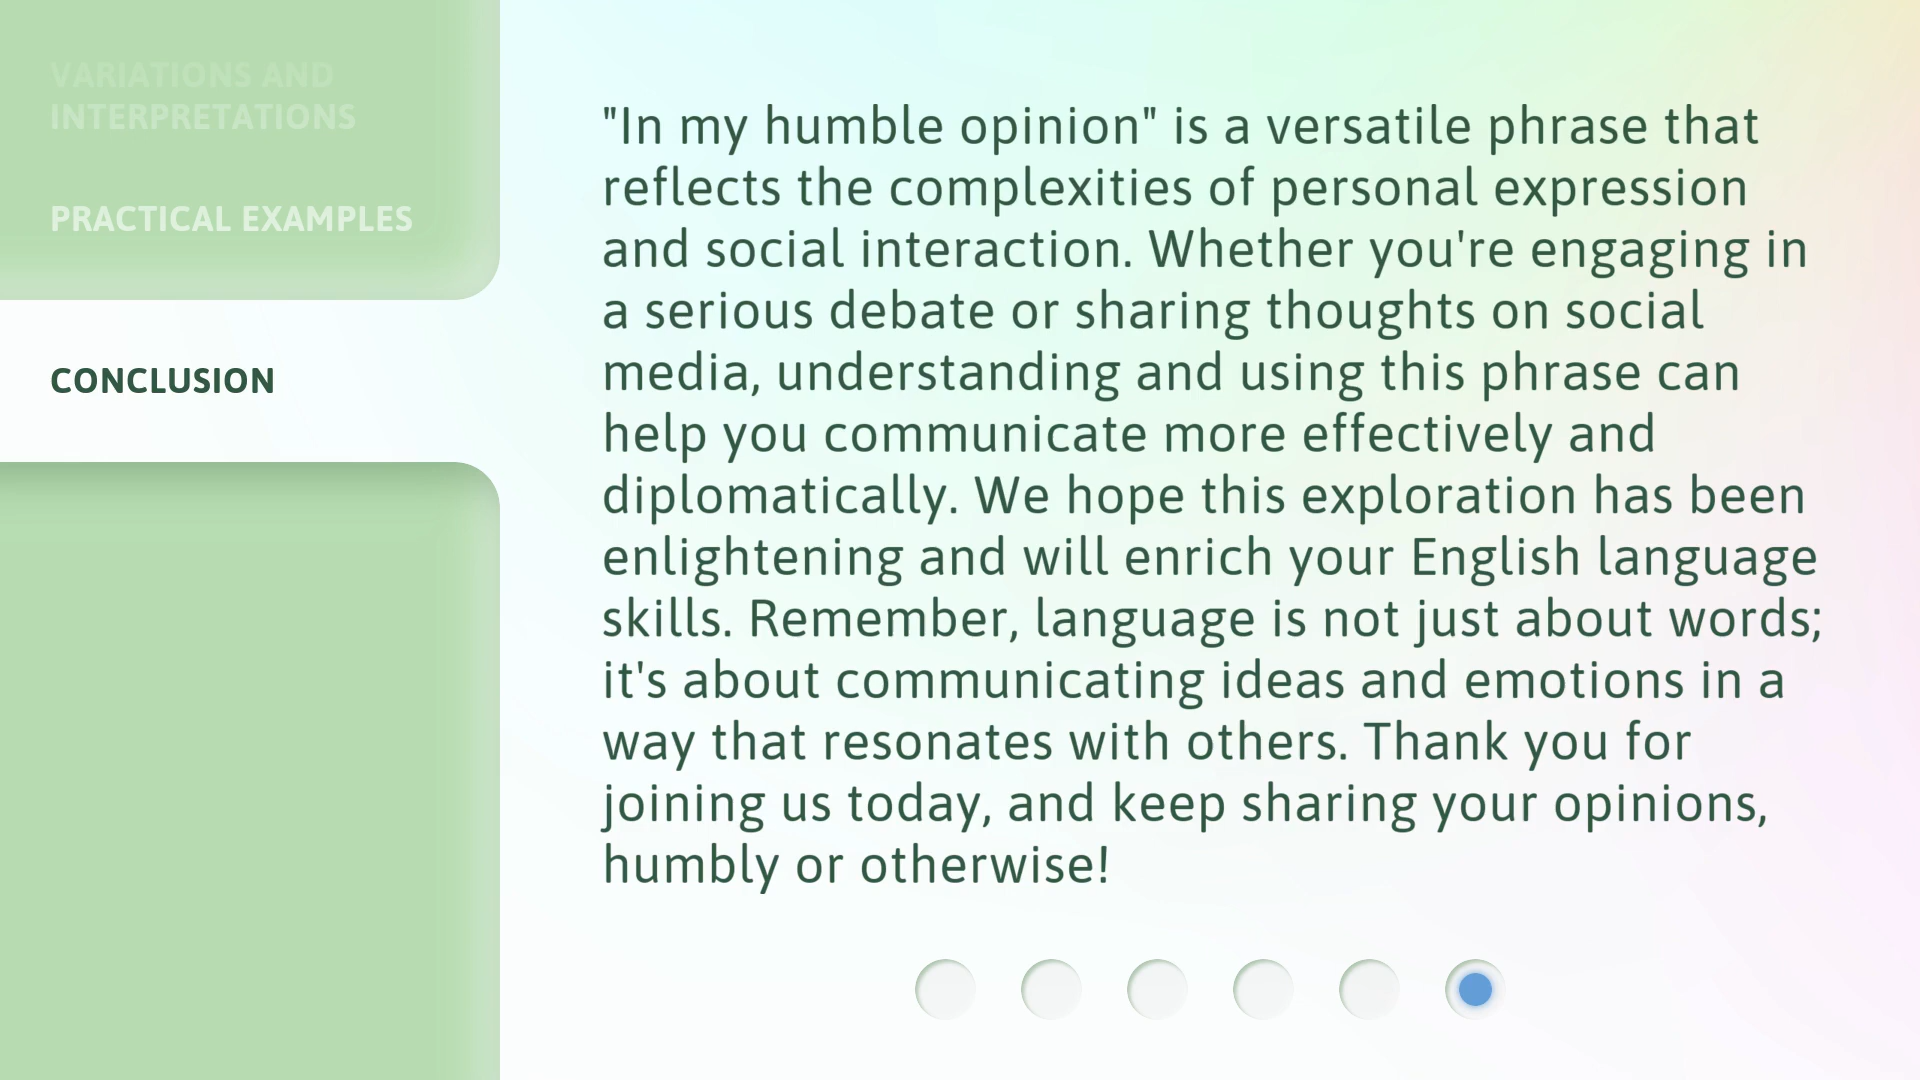 VARIATIONS AND
INTERPRETATIONS
PRACTICAL EXAMPLES
CONCLUSION
"In my humble opinion" is a versatile phrase that
reflects the complexities of personal expression
and social interaction. Whether you're engaging in
a serious debate or sharing thoughts on social
media, understanding and using this phrase can
help you communicate more effectively and
diplomatically. We hope this exploration has been
enlightening and will enrich your English language
skills. Remember, language is not just about words;
it's about communicating ideas and emotions in a
way that resonates with others. Thank you for
joining us today, and keep sharing your opinions,
humbly or otherwise!